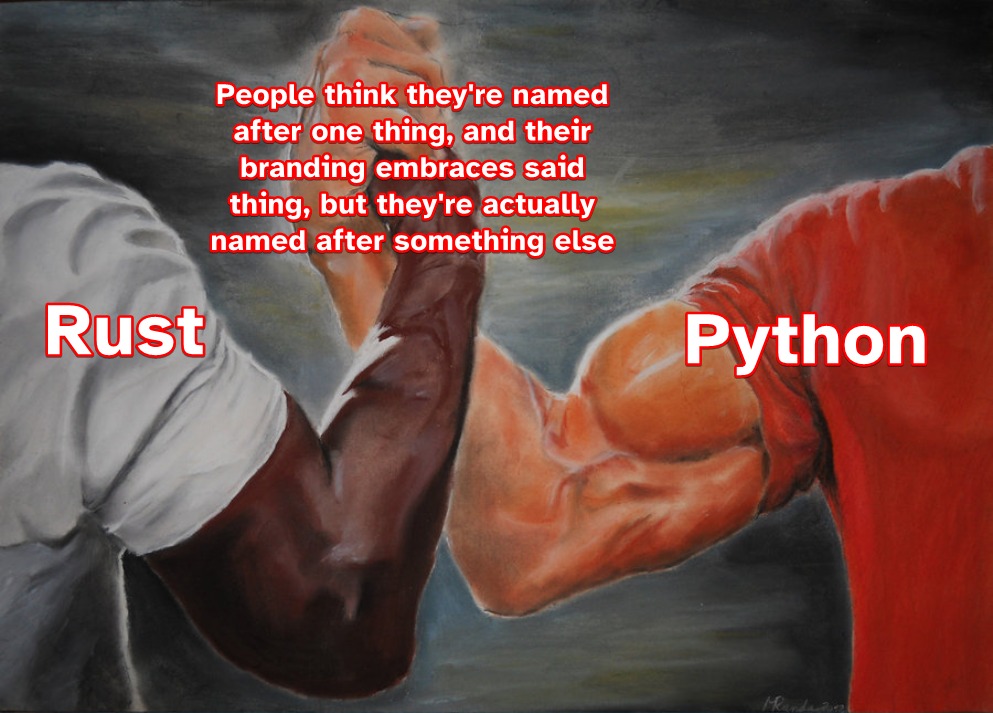 People think they're named
after one thing, and their
branding embraces said
thing, but they're actually
named after something else
Rust
Python